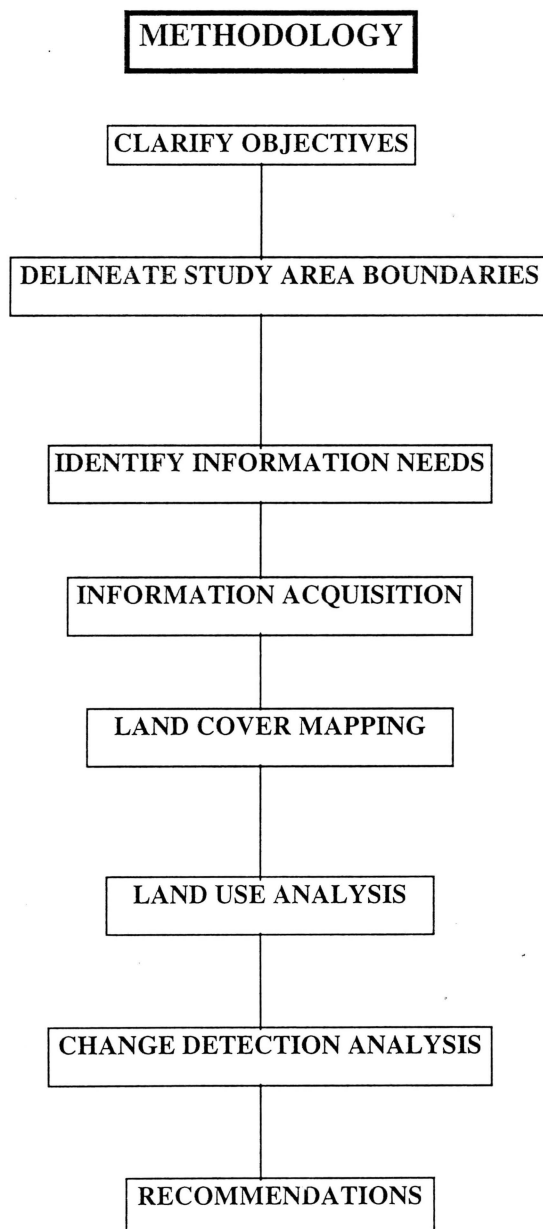 METHODOLOGY
CLARIFY OBJECTIVES
DELINEATE STUDY AREA BOUNDARIES
IDENTIFY INFORMATION NEEDS
INFORMATION ACQUISITION
LAND COVER MAPPING
LAND USE ANALYSIS
CHANGE DETECTION ANALYSIS
RECOMMENDATIONS